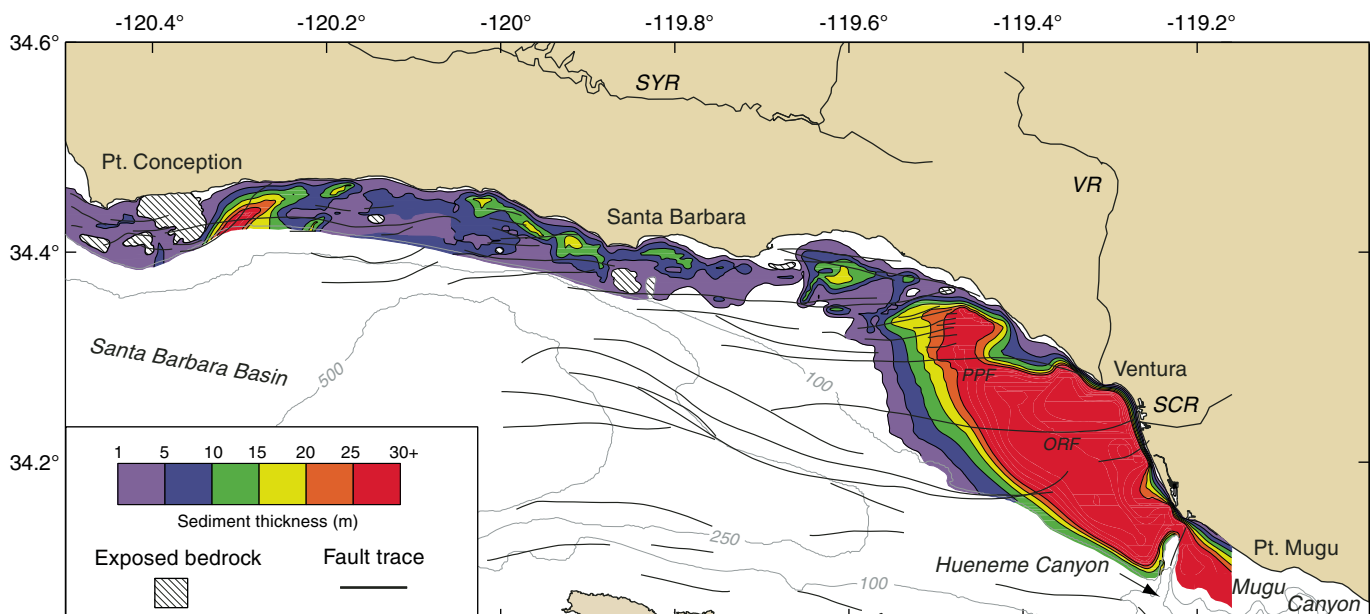 -120.4° -120.2° -120° -119.8° -119.6° -119.4° -119.2°
34.6°
SYR
Pt. Conception
VR
Santa Barbara
34.4°
Santa Barbara Basin
500
100
PPF
Ventura
SCR
ORF
34.2°
1 5 10 15 20 25 30+
Sediment thickness (m)
Exposed bedrock
Fault trace
250
100
Hueneme Canyon
Pt. Mugu
Mugu
Canyon